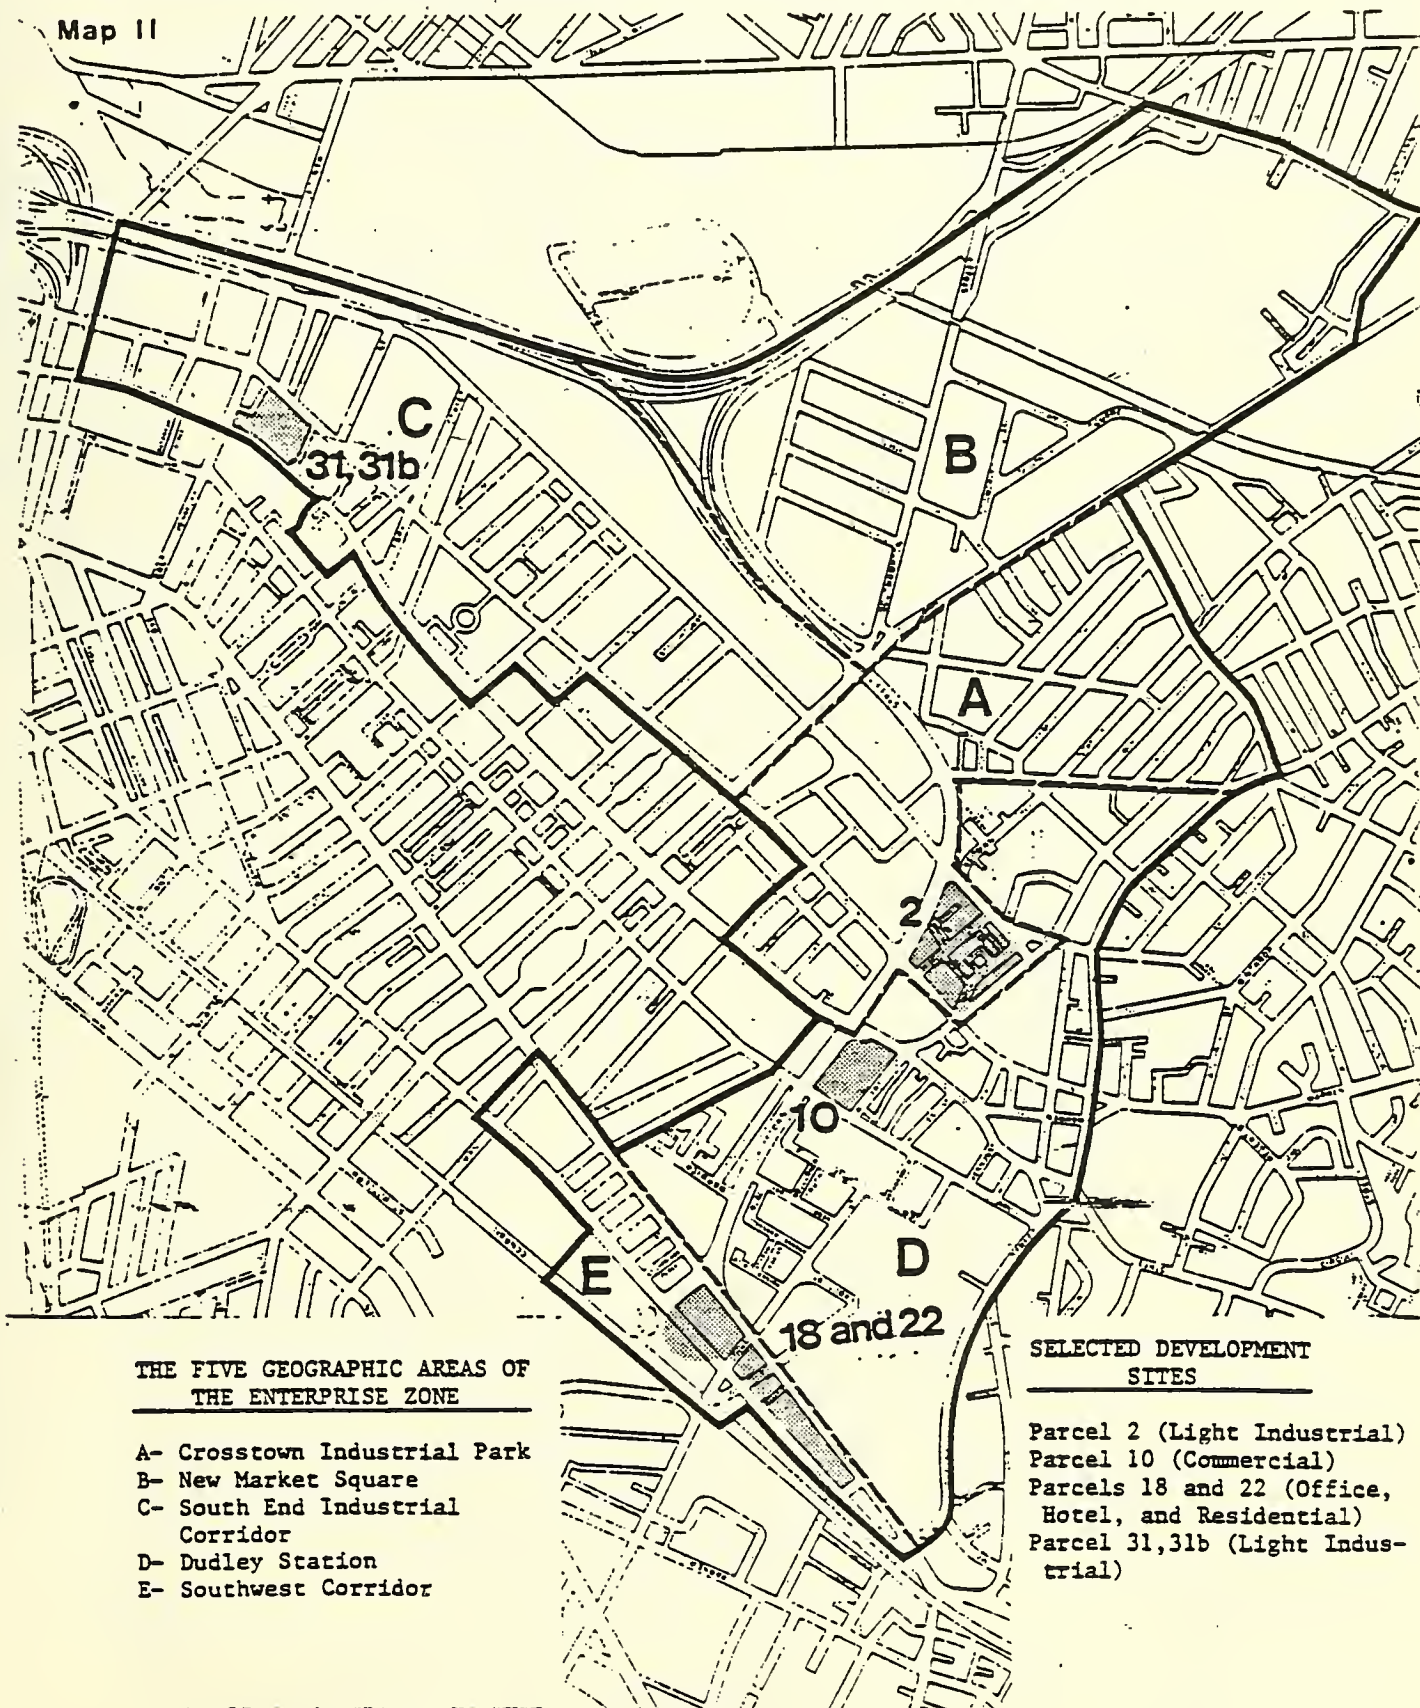 Map II
C
31,31b
B
A
2
10
D
E
18 and 22
THE FIVE GEOGRAPHIC AREAS OF
THE ENTERPRISE ZONE
A- Crosstown Industrial Park
B- New Market Square
C- South End Industrial
Corridor
D- Dudley Station
E- Southwest Corridor
SELECTED DEVELOPMENT
SITES
Parcel 2 (Light Industrial)
Parcel 10 (Commercial)
Parcels 18 and 22 (Office,
Hotel, and Residential)
Parcel 31,31b (Light Indus-
trial)